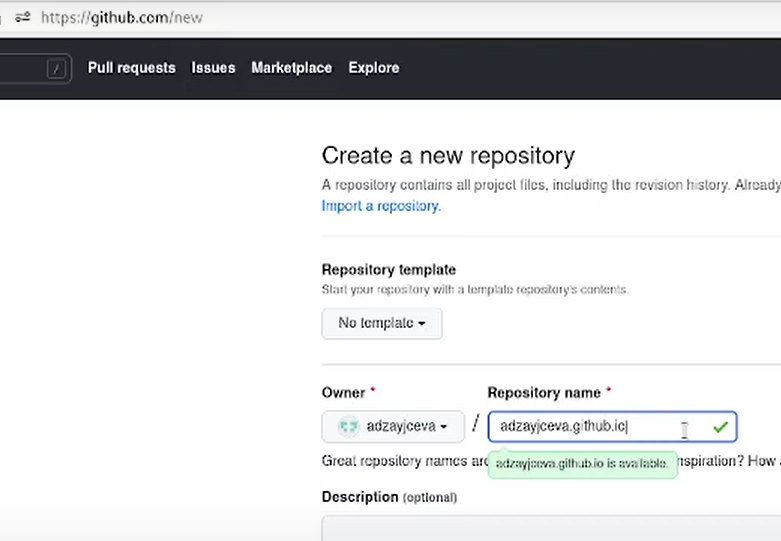 https://github.com/new
/ Pull requests Issues Marketplace Explore
Create a new repository
A repository contains all project files, including the revision history. Already
Import a repository.
Repository template
Start your repository with a template repository's contents.
No template
Owner * Repository name *
adzayjceva / adzayjceva.github.io
Great repository names are nspiration? How
adzayjceva.github.io is available.
Description (optional)